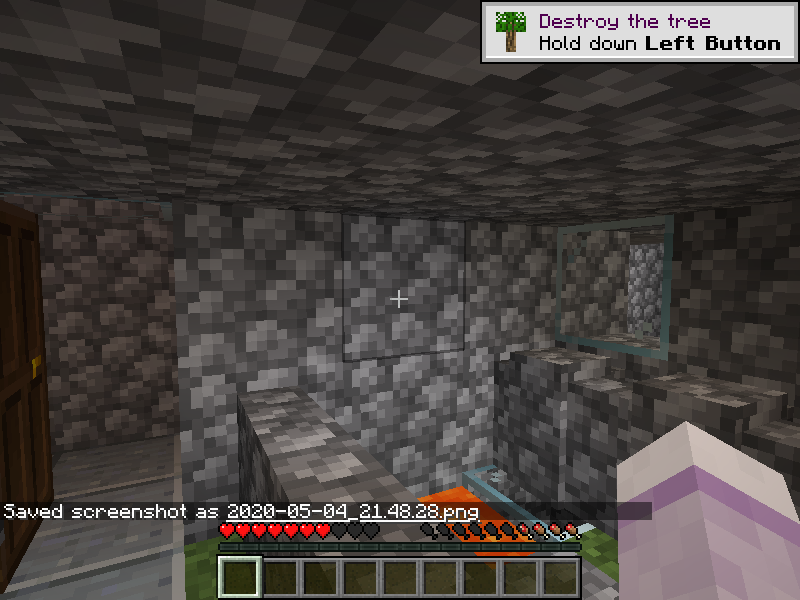 Destroy the tree
Hold down Left Button
Saved screenshot as 2020-05-04_21.48.28.png